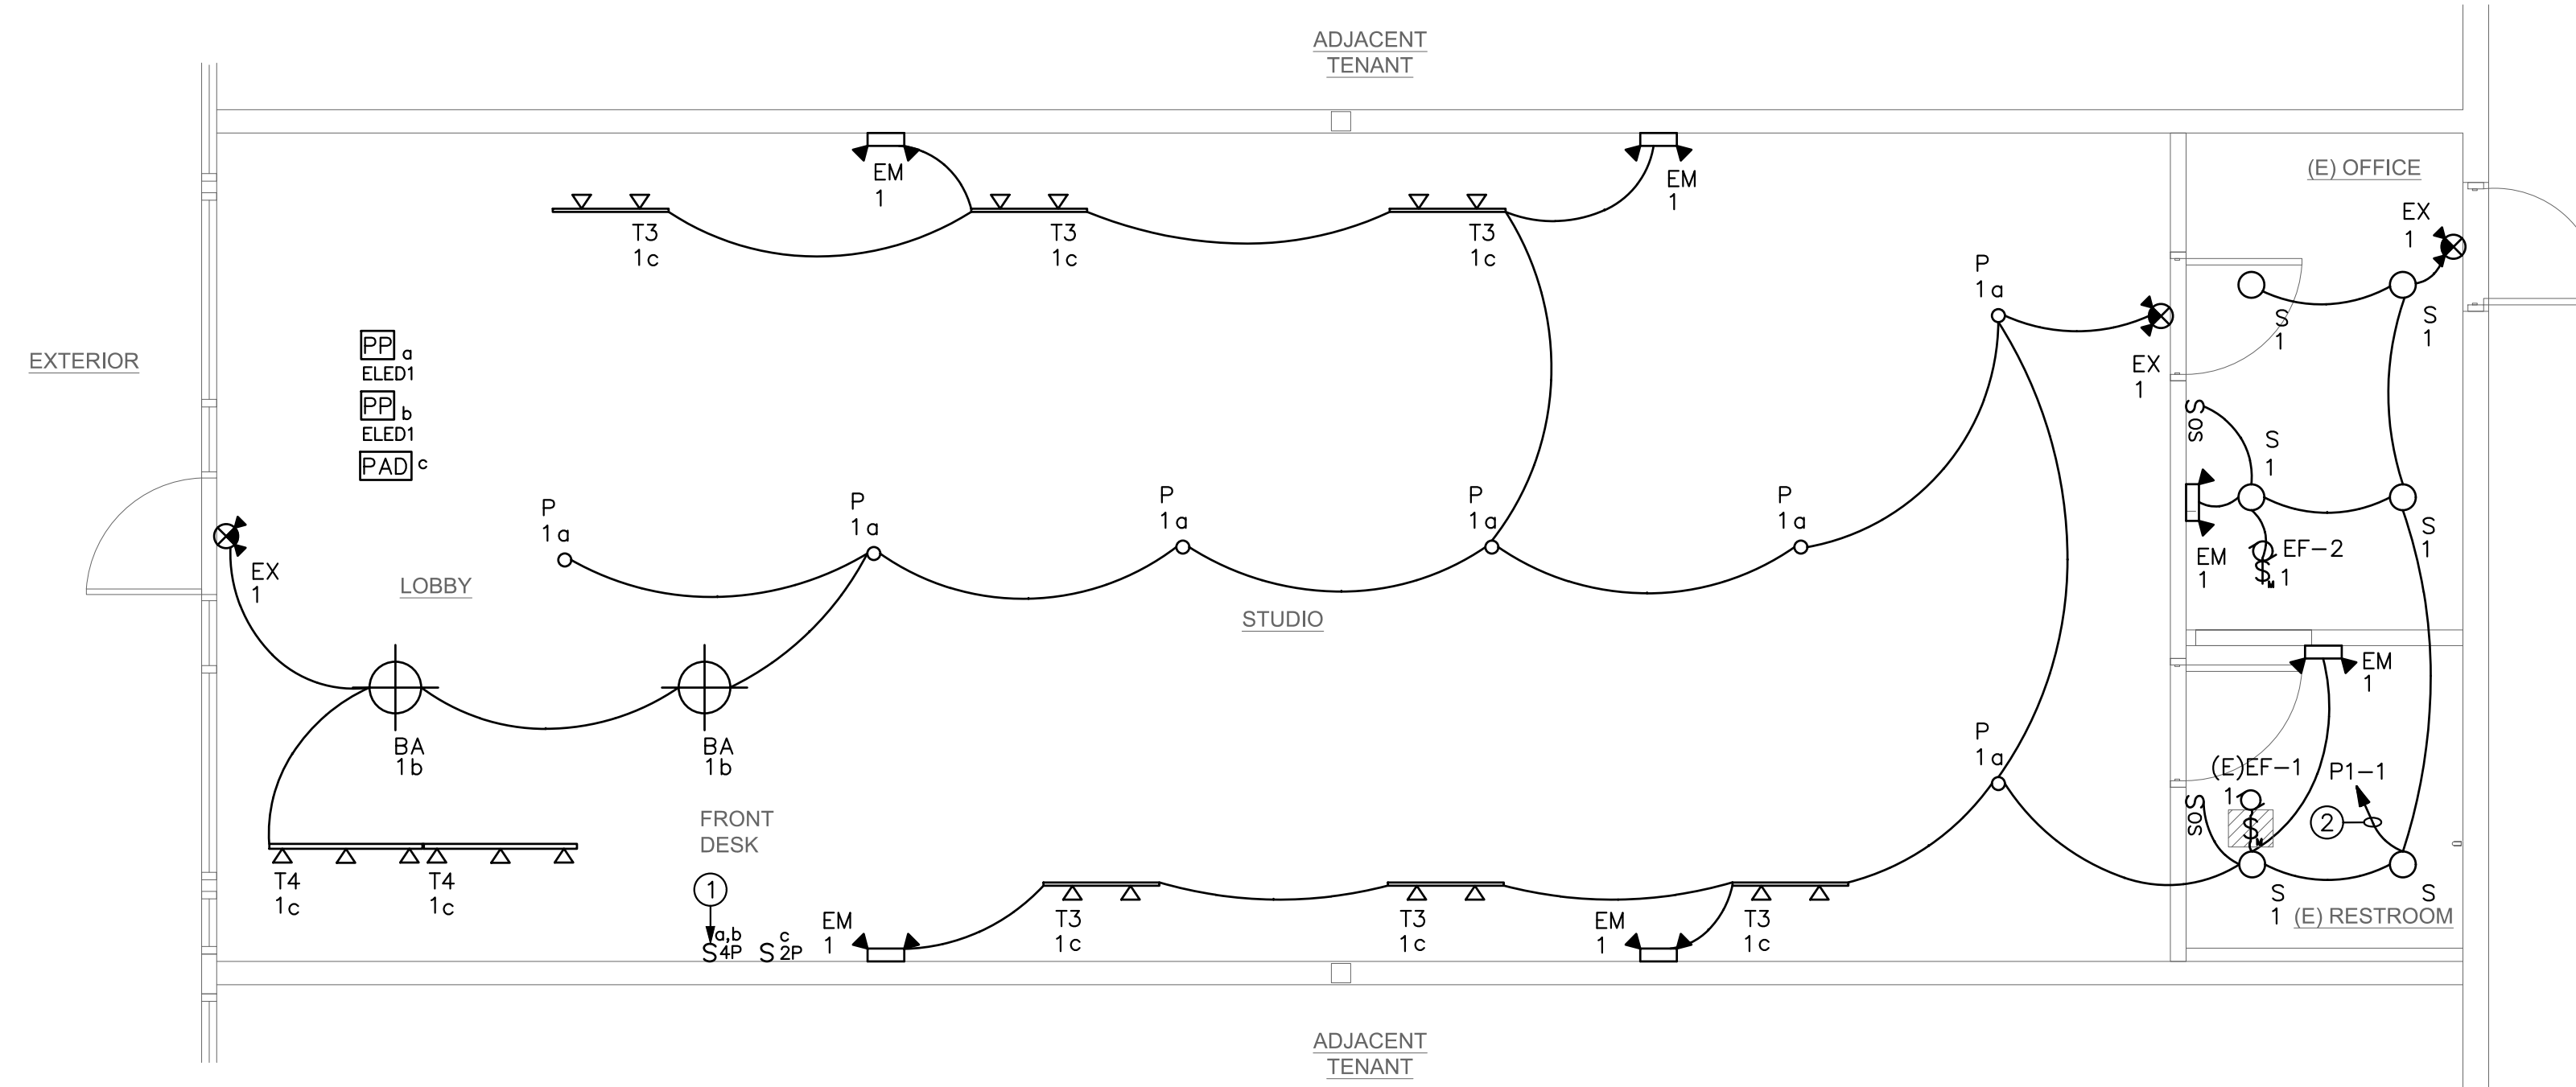 ADJACENT
TENANT
(E) OFFICE
EM
1
EM
1
EX
1
T3
1c
T3
1c
T3
1c
P
1a
S
1
S
1
PP a
ELED1
PP b
ELED1
PAD c
EXTERIOR
EX
1
SOS
S
1
P
1a
P
1a
P
1a
P
1a
P
1a
S
1
EM
1
EF-2
$M 1
EX
1
LOBBY
STUDIO
EM
1
BA
1b
BA
1b
P
1a
(E)EF-1
1
P1-1
SOS
$M
2
FRONT
DESK
T4
1c
T4
1c
1
S
1
S
(E) RESTROOM
a,b
S4P
c
S2P
EM
1
T3
1c
T3
1c
EM
1
T3
1c
ADJACENT
TENANT